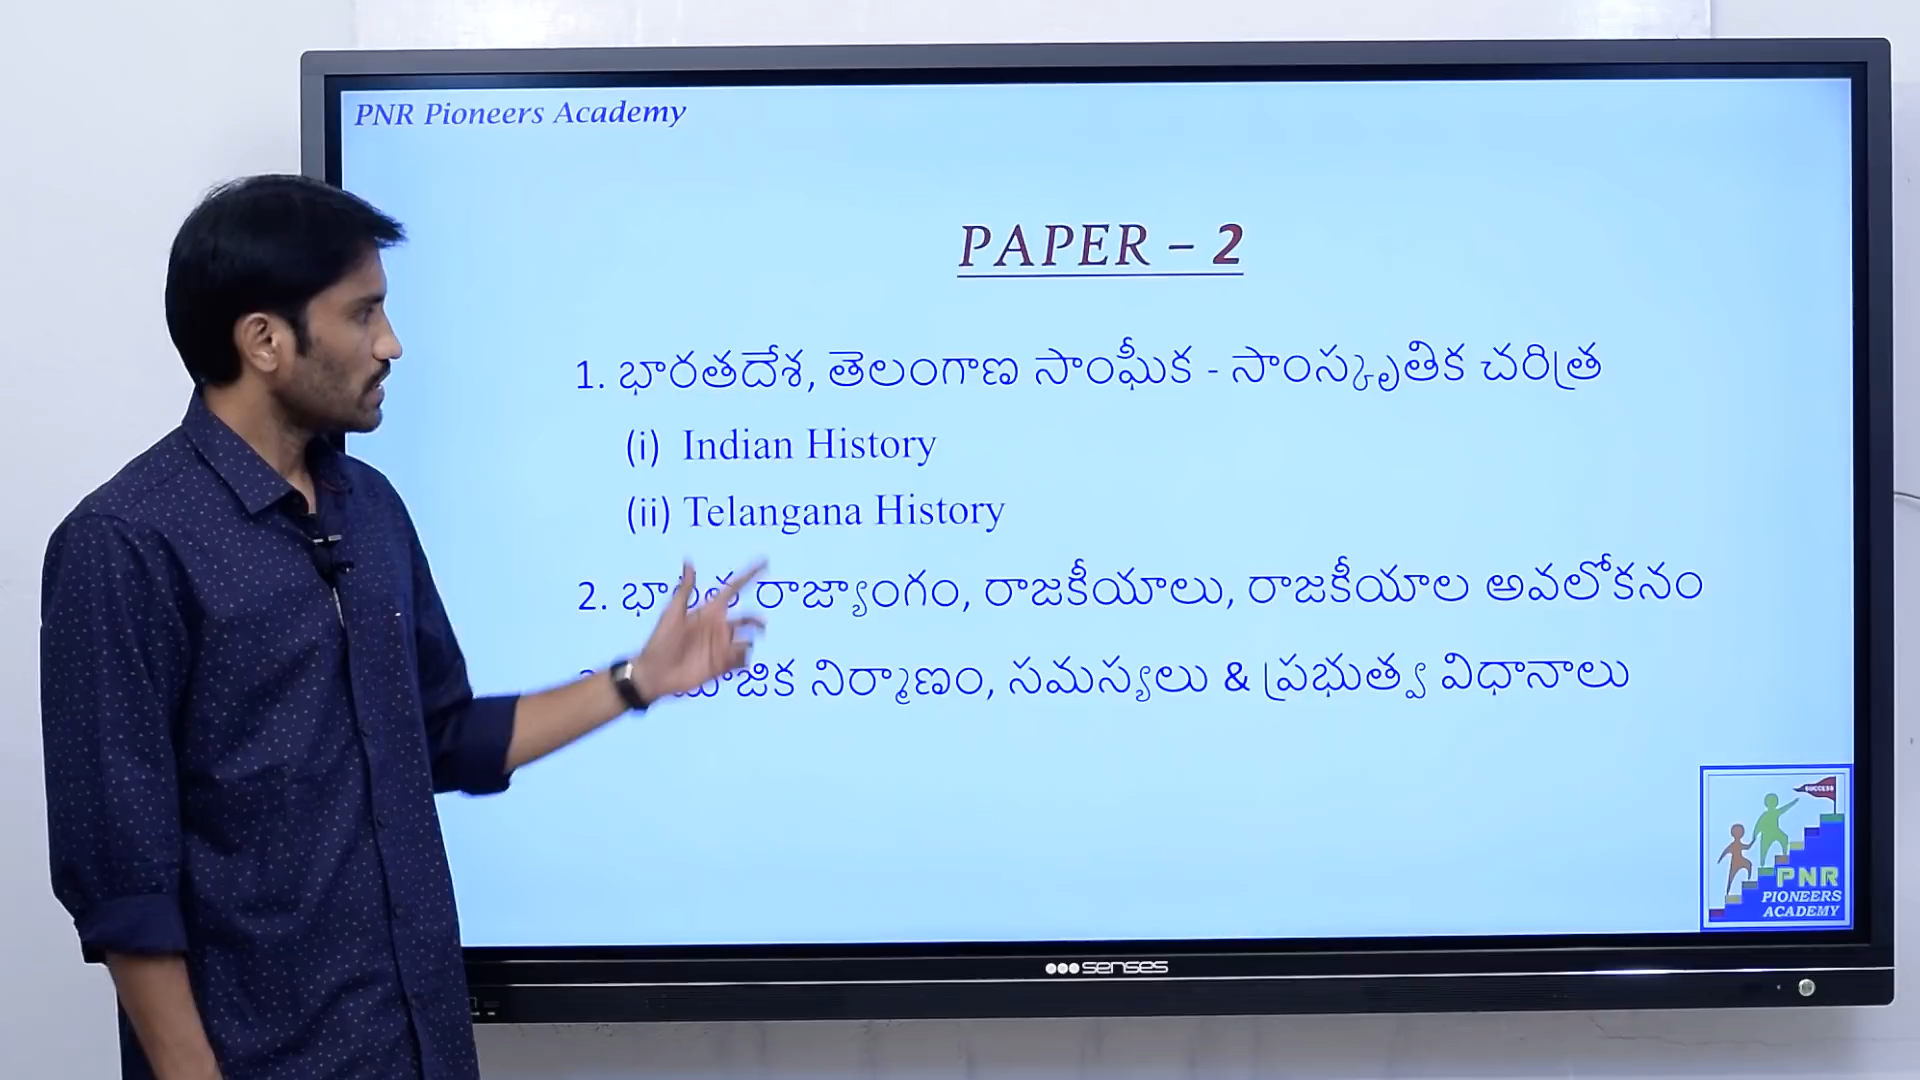 PNR Pioneers Academy
PAPER – 2
1. భారతదేశ, తెలంగాణ సాంఘీక - సాంస్కృతిక చరిత్ర
(i) Indian History
(ii) Telangana History
2. రాజ్యాంగం, రాజకీయాలు, రాజకీయాల అవలోకనం
నిర్మాణం, సమస్యలు & ప్రభుత్వ విధానాలు
SUCCESS
PNR
PIONEERS
ACADEMY
senses